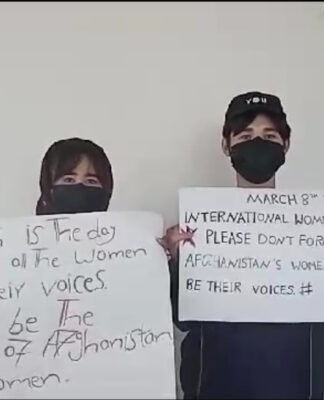 YOU
is The day
all The Women
eir voices.
be The
of Afghanistan
omen.
MARCH 8TH
INTERNATIONAL WOM
PLEASE DONT FOR
AFGHANISTAN'S WOME
BE THEIR VOICES.#